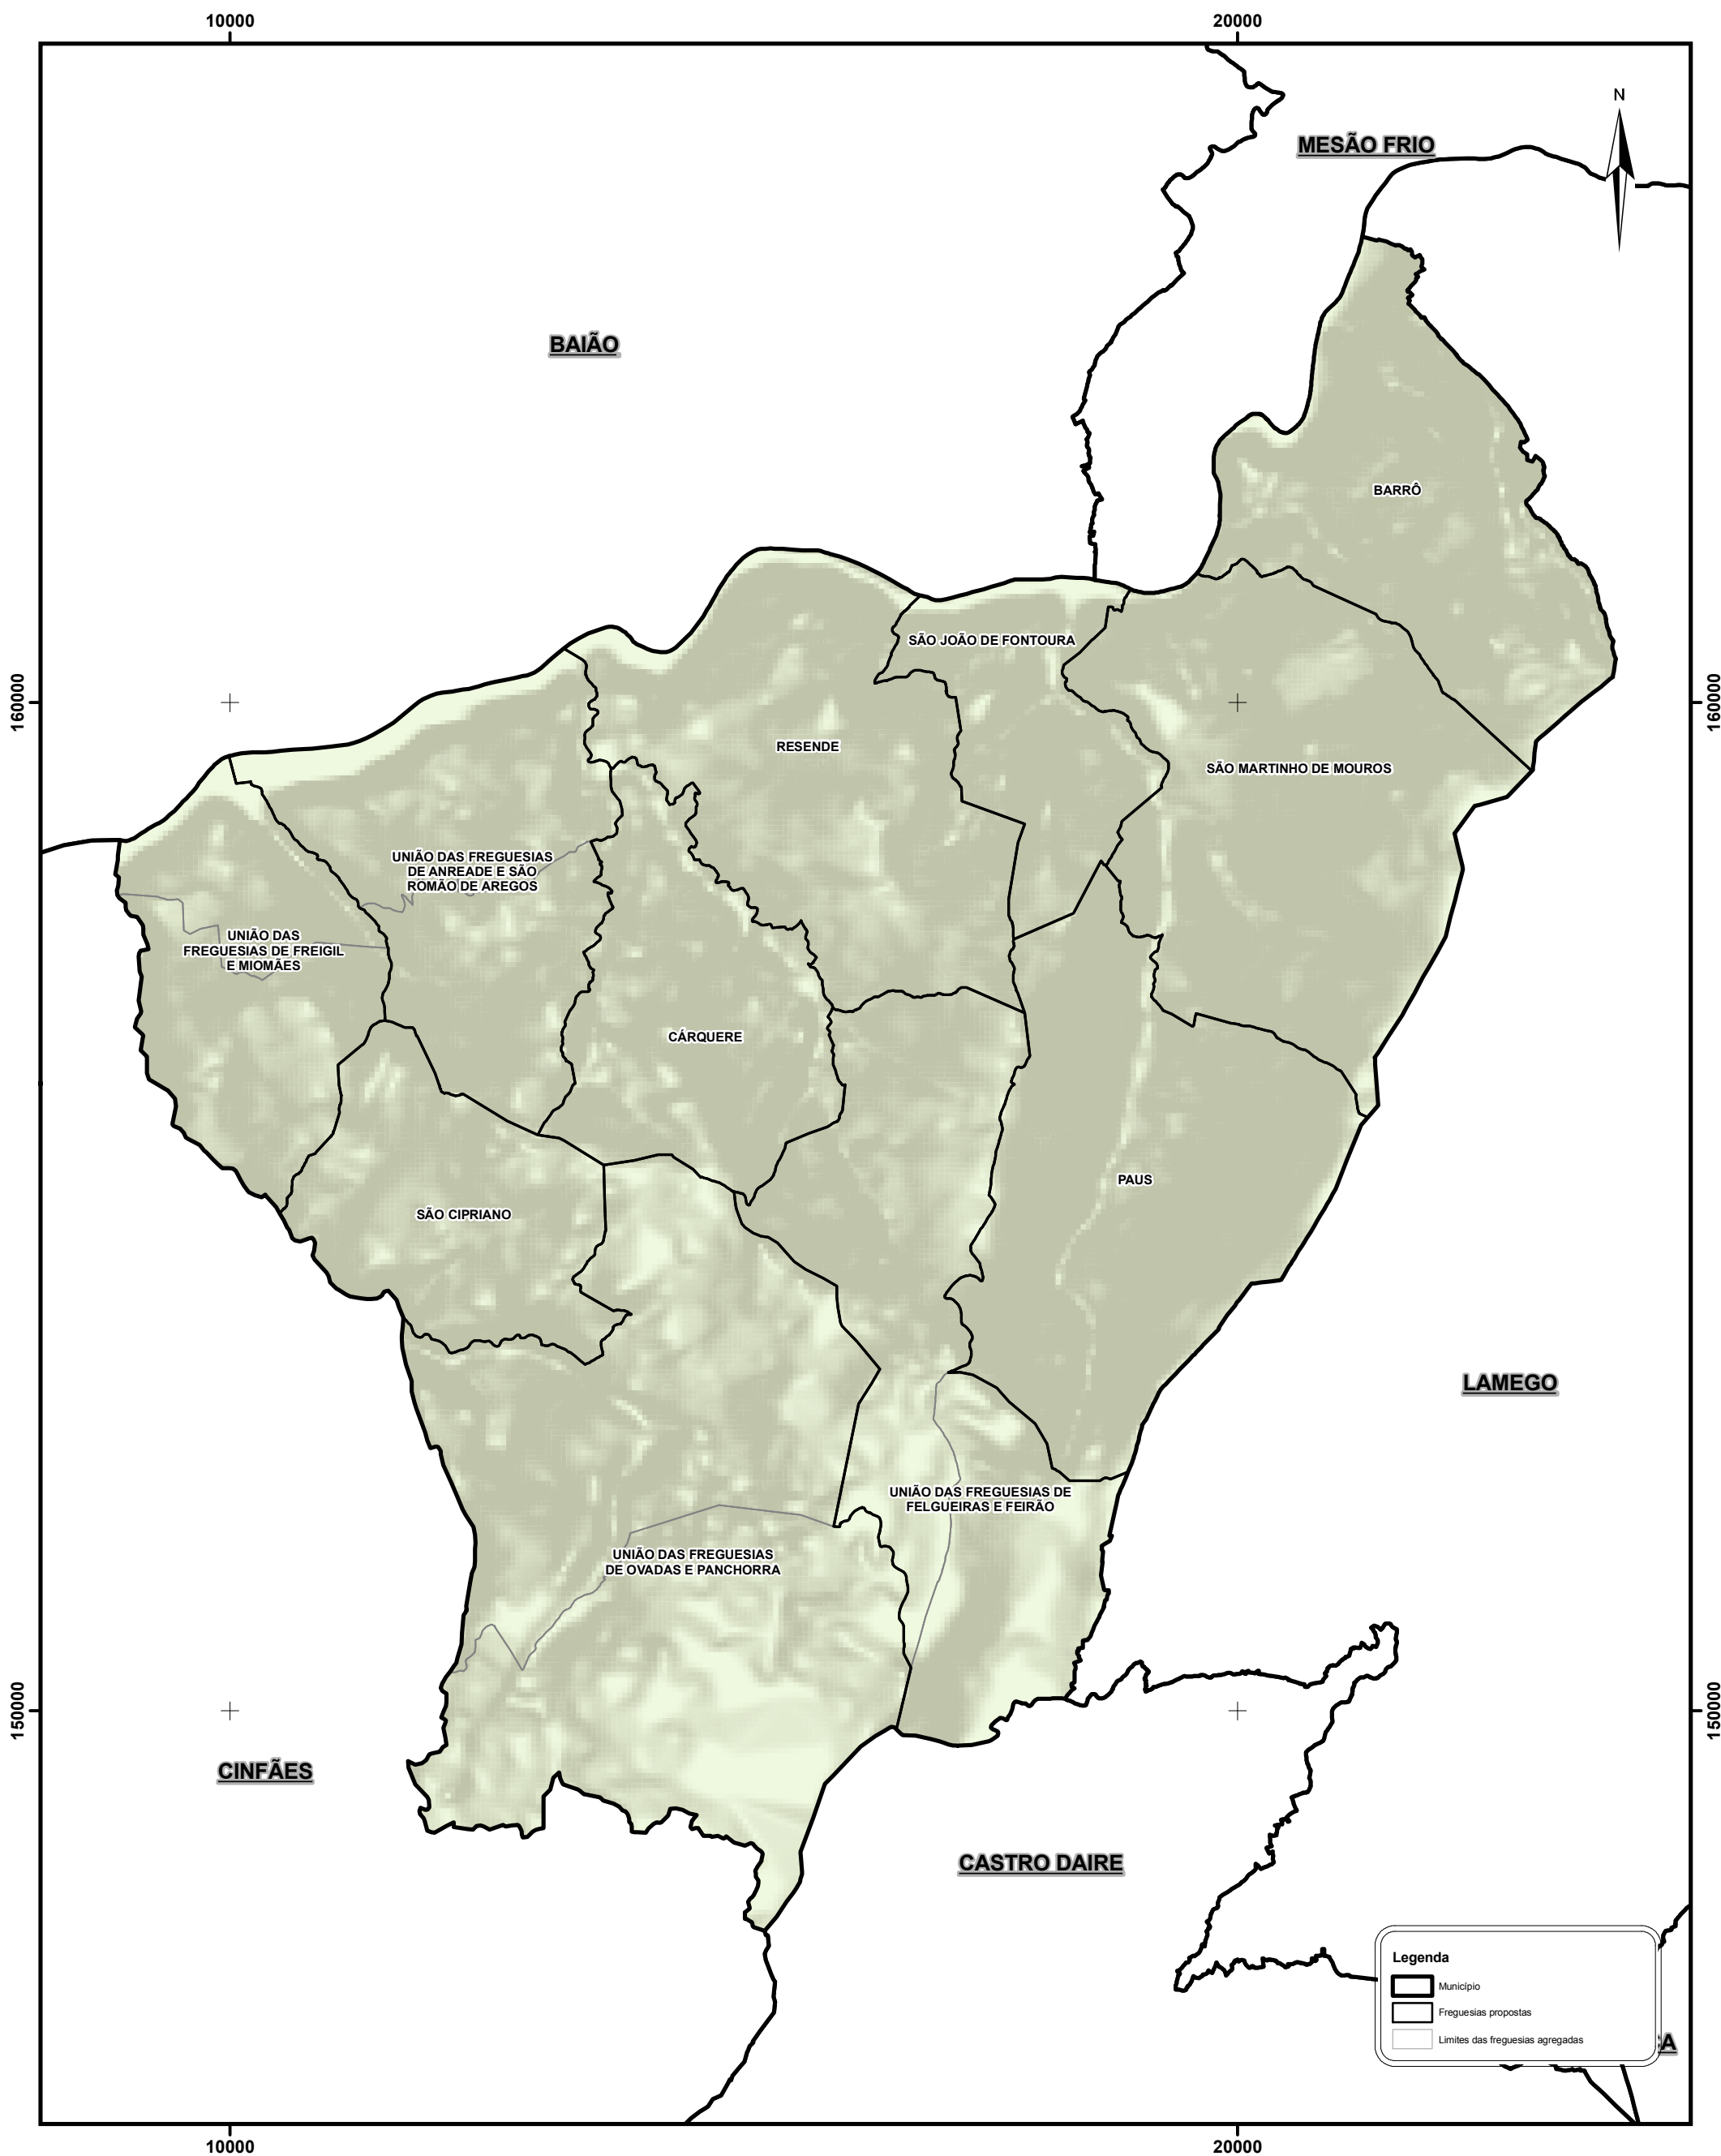 10000
20000
N
MESÃO FRIO
BAIÃO
BARRÔ
SÃO JOÃO DE FONTOURA
160000
160000
RESENDE
SÃO MARTINHO DE MOUROS
UNIÃO DAS FREGUESIAS
DE ANREADE E SÃO
ROMÃO DE AREGOS
UNIÃO DAS
FREGUESIAS DE FREIGIL
E MIOMÃES
CÁRQUERE
PAUS
SÃO CIPRIANO
LAMEGO
UNIÃO DAS FREGUESIAS DE
FELGUEIRAS E FEIRÃO
UNIÃO DAS FREGUESIAS
DE OVADAS E PANCHORRA
150000
150000
CINFÃES
CASTRO DAIRE
Legenda
Município
Freguesias propostas
Limites das freguesias agregadas
10000
20000